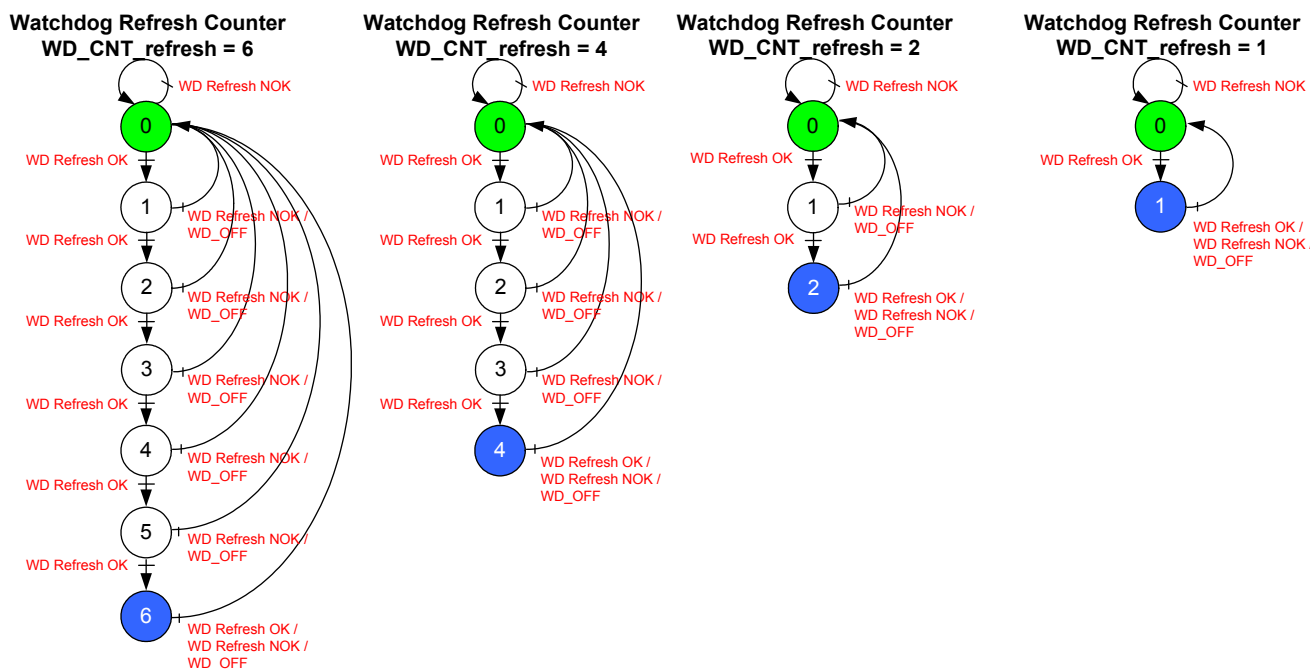 Watchdog Refresh Counter
WD_CNT_refresh = 6
WD Refresh NOK
0
WD Refresh OK
1
WD Refresh NOK /
WD_OFF
WD Refresh OK
2
WD Refresh NOK /
WD_OFF
WD Refresh OK
3
WD Refresh NOK /
WD_OFF
WD Refresh OK
4
WD Refresh NOK /
WD_OFF
WD Refresh OK
5
WD Refresh NOK /
WD_OFF
WD Refresh OK
6
WD Refresh OK /
WD Refresh NOK /
WD_OFF
Watchdog Refresh Counter
WD_CNT_refresh = 4
WD Refresh NOK
0
WD Refresh OK
1
WD Refresh NOK /
WD_OFF
WD Refresh OK
2
WD Refresh NOK /
WD_OFF
WD Refresh OK
3
WD Refresh NOK /
WD_OFF
WD Refresh OK
4
WD Refresh OK /
WD Refresh NOK /
WD_OFF
Watchdog Refresh Counter
WD_CNT_refresh = 2
WD Refresh NOK
0
WD Refresh OK
1
WD Refresh NOK /
WD_OFF
WD Refresh OK
2
WD Refresh OK /
WD Refresh NOK /
WD_OFF
Watchdog Refresh Counter
WD_CNT_refresh = 1
WD Refresh NOK
0
WD Refresh OK
1
WD Refresh OK /
WD Refresh NOK /
WD_OFF